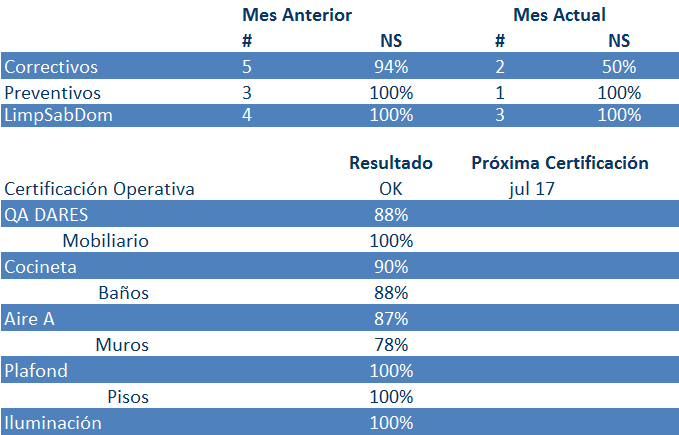 Mes Anterior Mes Actual
# NS # NS
Correctivos 5 94% 2 50%
Preventivos 3 100% 1 100%
LimpSabDom 4 100% 3 100%
Resultado Próxima Certificación
Certificación Operativa OK jul 17
QA DARES 88%
Mobiliario 100%
Cocineta 90%
Baños 88%
Aire A 87%
Muros 78%
Plafond 100%
Pisos 100%
Iluminación 100%